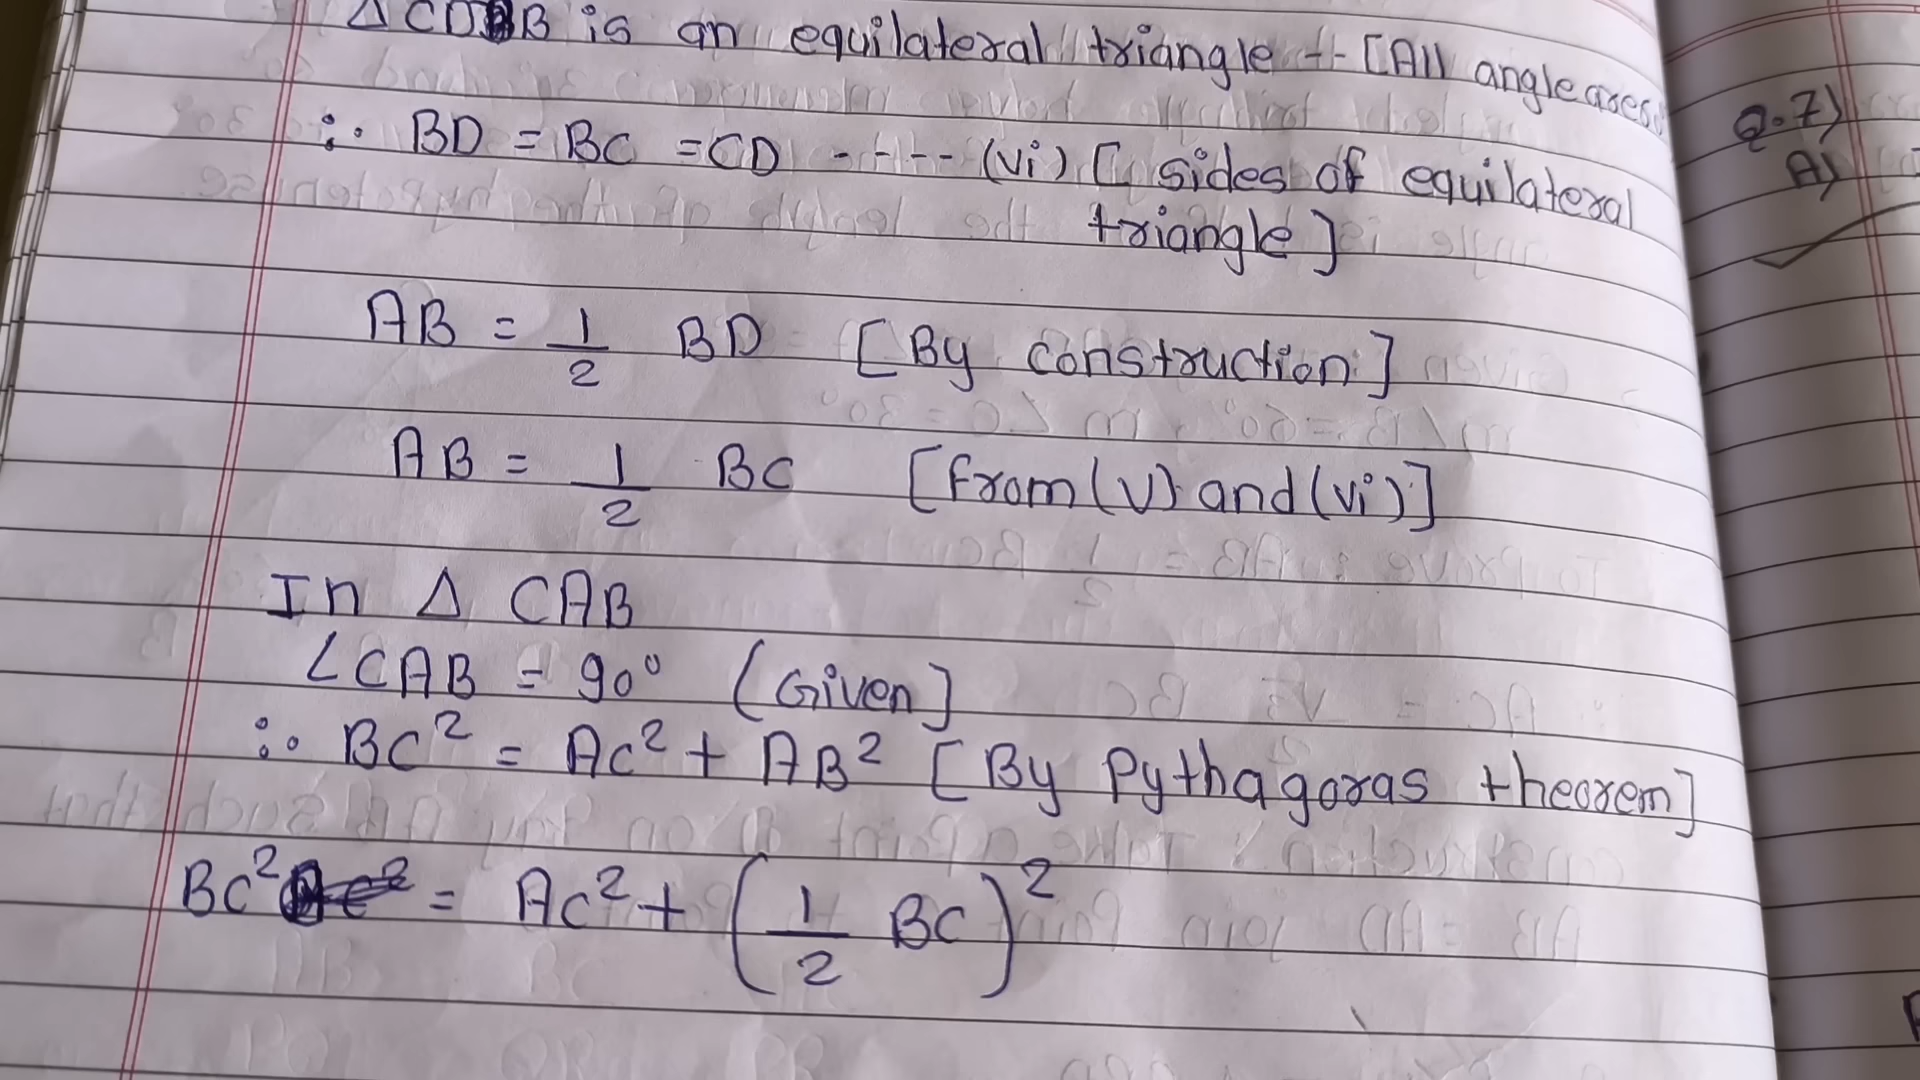 △ CDB is an equilateral triangle -- [All angle are
∴ BD = BC = CD ---- (vi) [ sides of equilateral
triangle ]
AB = 1/2 BD [By construction]
AB = 1/2 BC [from (v) and (vi)]
In △ CAB
∠CAB = 90° (Given]
∴ BC² = AC² + AB² [By Pythagoras theorem]
BC² = AC² + (1/2 BC)²
Q.7)
A)